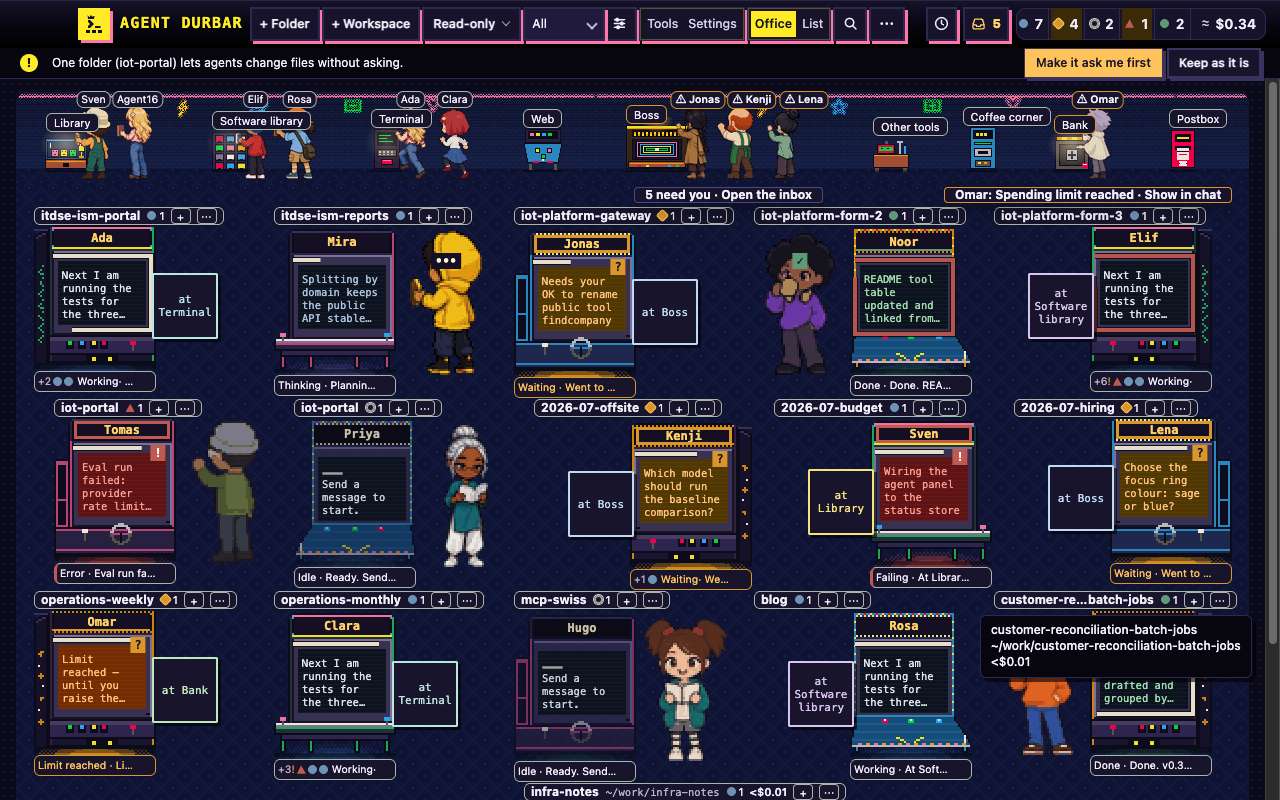 AGENT DURBAR
+ Folder
+ Workspace
Read-only
All
Tools
Settings
Office
List
5
7
4
2
1
2
≈ $0.34
! One folder (iot-portal) lets agents change files without asking.
Make it ask me first
Keep as it is
Sven
Agent16
Elif
Rosa
Ada
Clara
⚠ Jonas
⚠ Kenji
⚠ Lena
⚠ Omar
Library
Software library
Terminal
Web
Boss
Other tools
Coffee corner
Bank
Postbox
5 need you · Open the inbox
Omar: Spending limit reached · Show in chat
itdse-ism-portal 1 + ···
itdse-ism-reports 1 + ···
iot-platform-gateway 1 + ···
iot-platform-form-2 1 + ···
iot-platform-form-3 1 + ···
Ada
Next I am
running the
tests for
the three…
at
Terminal
+2 Working· ...
Mira
Splitting by
domain keeps
the public
API stable…
Thinking · Plannin...
Jonas
?
Needs your
OK to rename
public tool
findcompany
at Boss
Waiting · Went to ...
Noor
README tool
table
updated and
linked from…
Done · Done. REA...
Elif
Next I am
running the
tests for
the three…
at
Software
library
+6! Working·
iot-portal 1 + ···
iot-portal 1 + ···
2026-07-offsite 1 + ···
2026-07-budget 1 + ···
2026-07-hiring 1 + ···
Tomas
!
Eval run
failed:
provider
rate limit…
Error · Eval run fa...
Priya
Send a
message to
start.
Idle · Ready. Send...
Kenji
?
Which model
should run
the baseline
comparison?
at Boss
+1 Waiting· We...
Sven
!
Wiring the
agent panel
to the
status store
at
Library
Failing · At Librar...
Lena
?
Choose the
focus ring
colour: sage
or blue?
at Boss
Waiting · Went to ...
operations-weekly 1 + ···
operations-monthly 1 + ···
mcp-swiss 1 + ···
blog 1 + ···
customer-re...batch-jobs 1 + ···
Omar
?
Limit
reached —
until you
raise the…
at Bank
Limit reached · Li...
Clara
Next I am
running the
tests for
the three…
at
Terminal
+3! Working·
Hugo
Send a
message to
start.
Idle · Ready. Send...
Rosa
Next I am
running the
tests for
the three…
at
Software
library
Working · At Soft...
customer-reconciliation-batch-jobs
~/work/customer-reconciliation-batch-jobs
<$0.01
drafted and
grouped by…
Done · Done. v0.3...
infra-notes ~/work/infra-notes 1 <$0.01 + ···